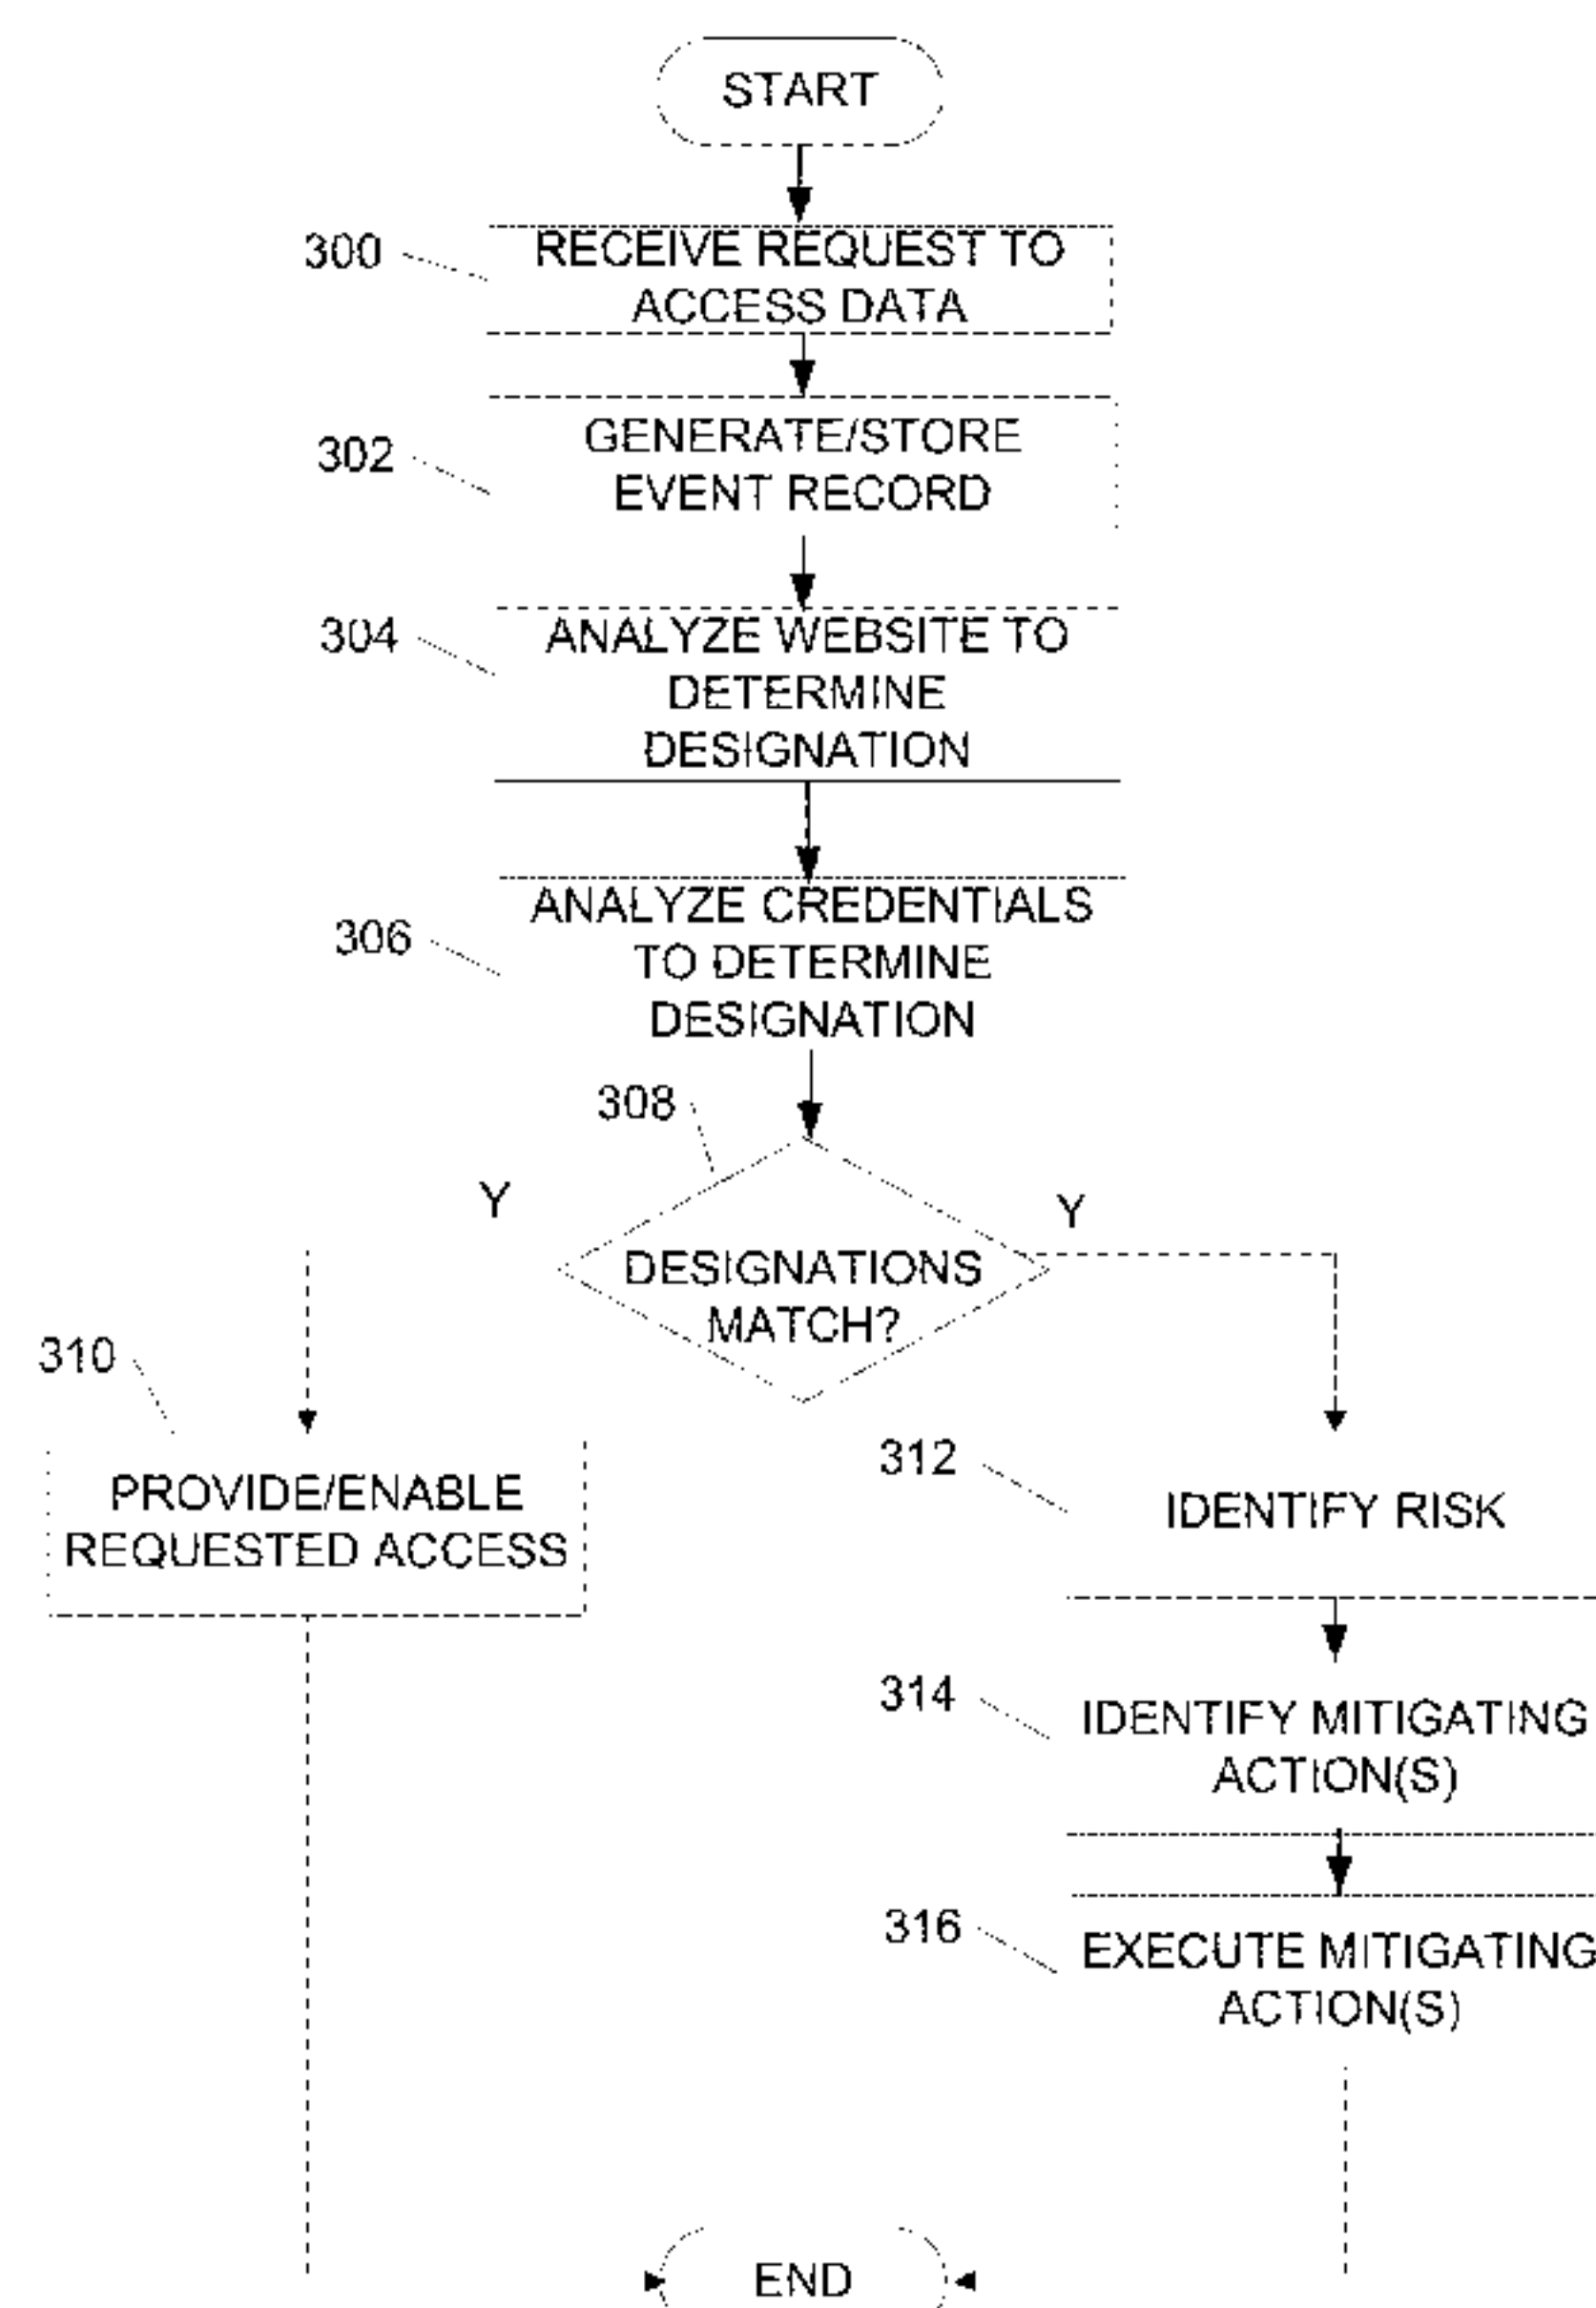 START
300
RECEIVE REQUEST TO
ACCESS DATA
302
GENERATE/STORE
EVENT RECORD
304
ANALYZE WEBSITE TO
DETERMINE
DESIGNATION
306
ANALYZE CREDENTIALS
TO DETERMINE
DESIGNATION
308
Y
Y
DESIGNATIONS
MATCH?
310
PROVIDE/ENABLE
REQUESTED ACCESS
312
IDENTIFY RISK
314
IDENTIFY MITIGATING
ACTION(S)
316
EXECUTE MITIGATING
ACTION(S)
END